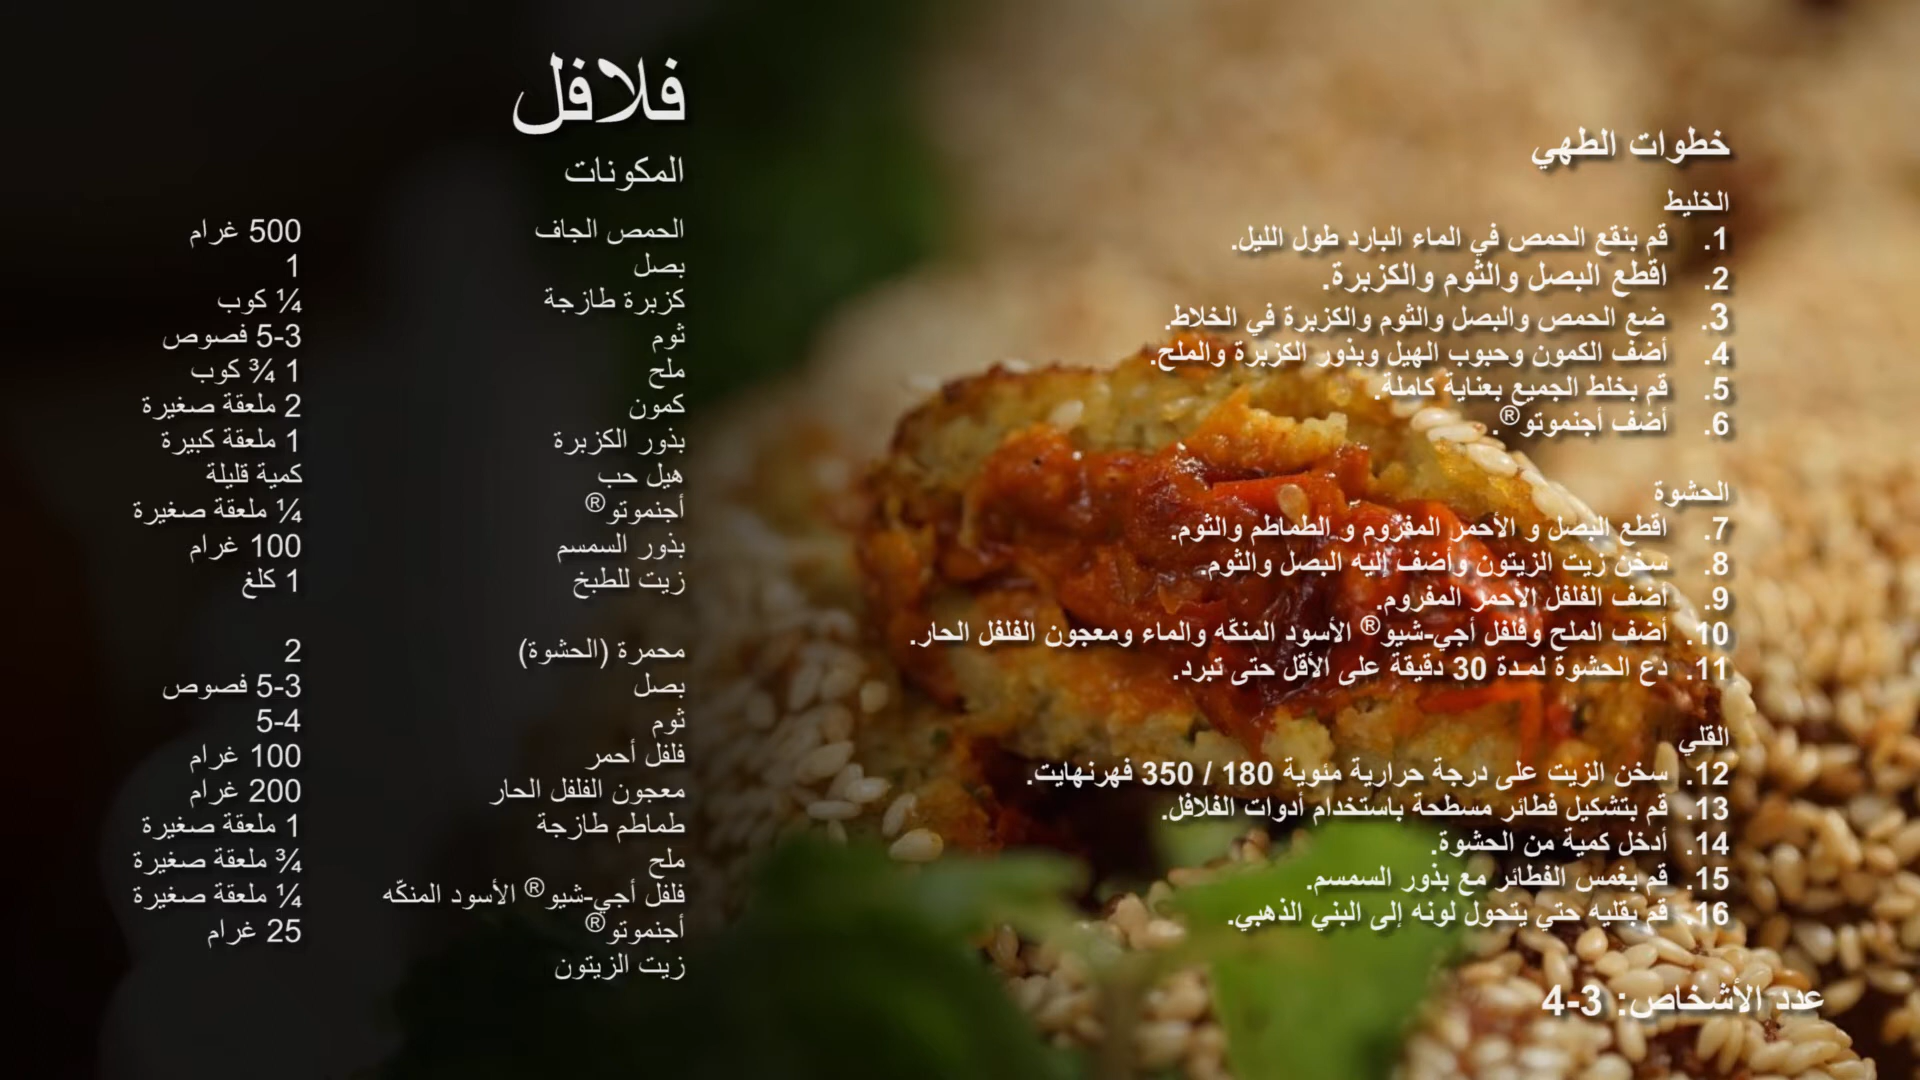 فلافل
المكونات
الحمص الجاف 500 غرام
بصل 1
كزبرة طازجة ¼ كوب
ثوم 3-5 فصوص
ملح 1 ¾ كوب
كمون 2 ملعقة صغيرة
بذور الكزبرة 1 ملعقة كبيرة
هيل حب كمية قليلة
أجنموتو® ¼ ملعقة صغيرة
بذور السمسم 100 غرام
زيت للطبخ 1 كلغ
محمرة (الحشوة) 2
بصل 3-5 فصوص
ثوم 4-5
فلفل أحمر 100 غرام
معجون الفلفل الحار 200 غرام
طماطم طازجة 1 ملعقة صغيرة
ملح ¾ ملعقة صغيرة
فلفل أجي-شيو® الأسود المنكّه ¼ ملعقة صغيرة
أجنموتو® 25 غرام
زيت الزيتون
خطوات الطهي
الخليط
1. قم بنقع الحمص في الماء البارد طول الليل.
2. اقطع البصل والثوم والكزبرة.
3. ضع الحمص والبصل والثوم والكزبرة في الخلاط.
4. أضف الكمون وحبوب الهيل وبذور الكزبرة والملح.
5. قم بخلط الجميع بعناية كاملة.
6. أضف أجنموتو®.
الحشوة
7. اقطع البصل و الأحمر المفروم و الطماطم والثوم.
8. سخن زيت الزيتون وأضف إليه البصل والثوم.
9. أضف الفلفل الأحمر المفروم.
10. أضف الملح وفلفل أجي-شيو® الأسود المنكّه والماء ومعجون الفلفل الحار.
11. دع الحشوة لمدة 30 دقيقة على الأقل حتى تبرد.
القلي
12. سخن الزيت على درجة حرارية مئوية 180 / 350 فهرنهايت.
13. قم بتشكيل فطائر مسطحة باستخدام أدوات الفلافل.
14. أدخل كمية من الحشوة.
15. قم بغمس الفطائر مع بذور السمسم.
16. قم بقليه حتي يتحول لونه إلى البني الذهبي.
عدد الأشخاص: 3-4